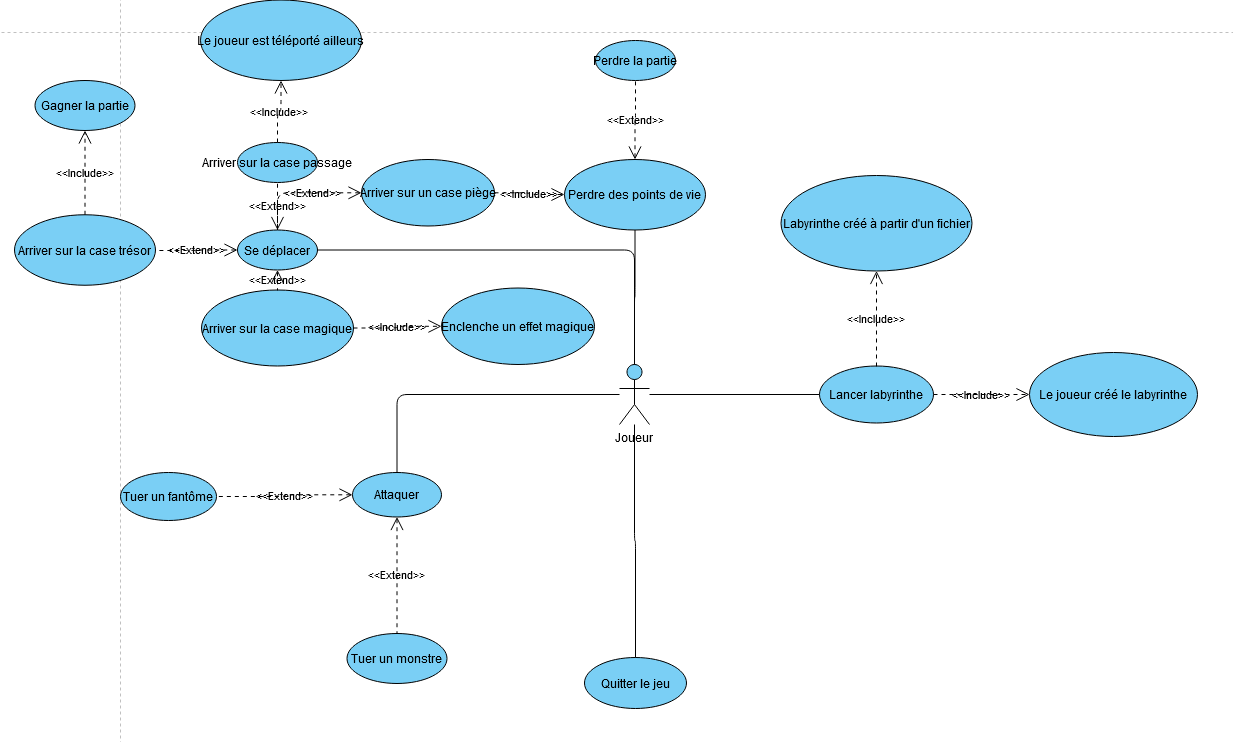 Le joueur est téléporté ailleurs
Perdre la partie
Gagner la partie
<<Include>>
<<Extend>>
Arriver sur la case passage
<<Include>>
<<Extend>>
Arriver sur un case piège
<<Include>>
Perdre des points de vie
<<Extend>>
Labyrinthe créé à partir d'un fichier
Arriver sur la case trésor
<<Extend>>
Se déplacer
<<Extend>>
Arriver sur la case magique
<<Include>>
Enclenche un effet magique
<<Include>>
Lancer labyrinthe
<<Include>>
Le joueur créé le labyrinthe
Joueur
Tuer un fantôme
<<Extend>>
Attaquer
<<Extend>>
Tuer un monstre
Quitter le jeu